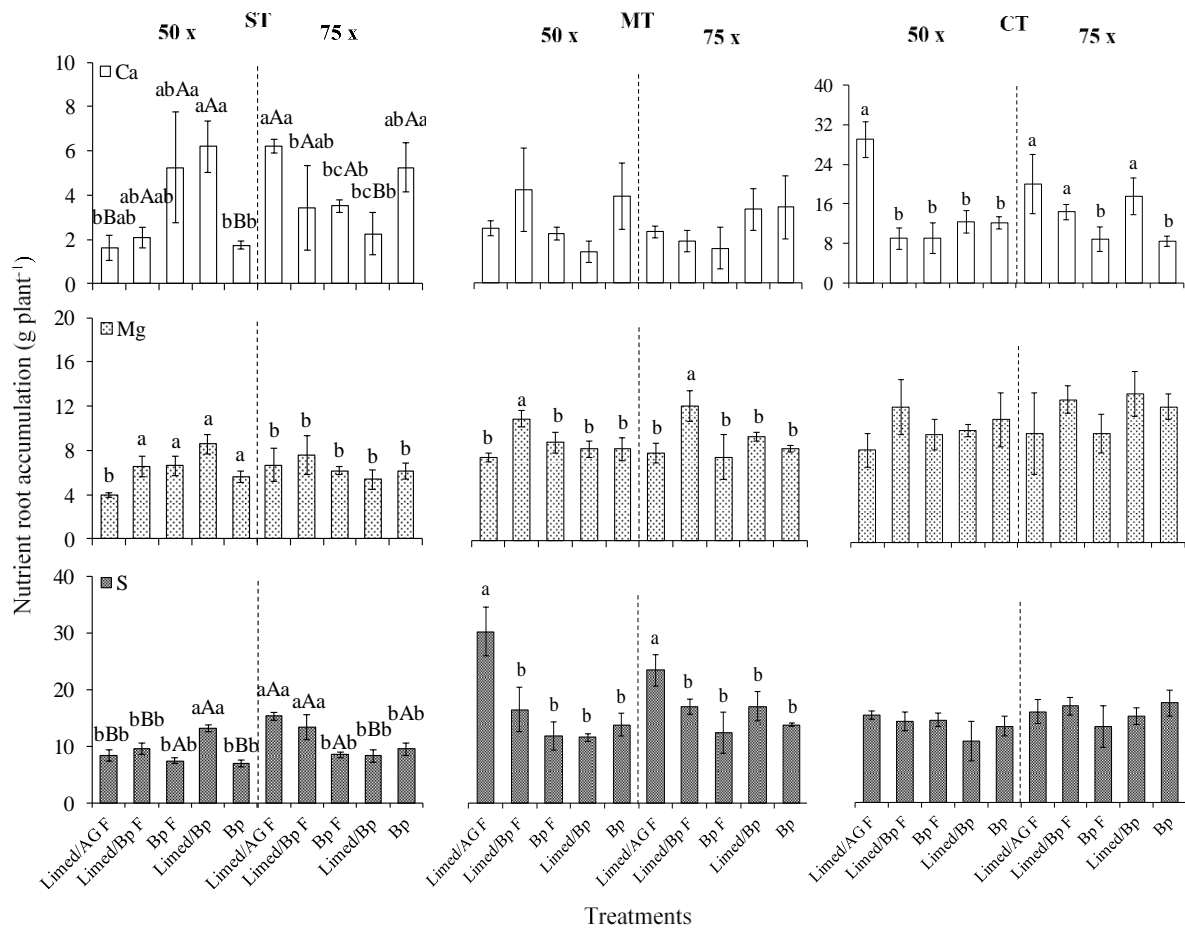 ST MT CT
50 x 75 x 50 x 75 x 50 x 75 x
Nutrient root accumulation (g plant⁻¹)
Ca
10
8
6
4
2
0
bBab abAab abAa aAa bBb aAa bAab bcAb bcBb abAa
36
32
24
16
8
0
a b b b b a a b a b
Mg
20
16
12
8
4
0
b a a a a b b b b b
b a b b b b a b b b
S
40
30
20
10
0
bBb bBb bAb aAa bBb aAa aAa bAb bBb bAb
a b b b b a b b b b
Limed/AG F Limed/Bp F Bp F Limed/Bp Bp Limed/AG F Limed/Bp F Bp F Limed/Bp Bp
Limed/AG F Limed/Bp F Bp F Limed/Bp Bp Limed/AG F Limed/Bp F Bp F Limed/Bp Bp
Limed/AG F Limed/Bp F Bp F Limed/Bp Bp Limed/AG F Limed/Bp F Bp F Limed/Bp Bp
Treatments